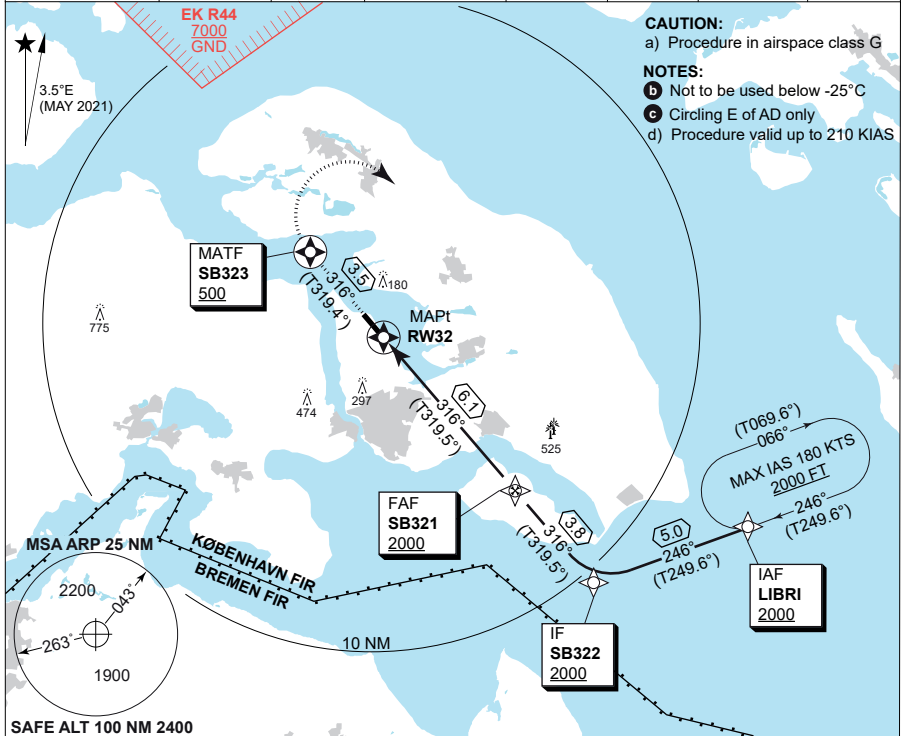 EK R44
7000
GND
CAUTION:
a) Procedure in airspace class G
NOTES:
b Not to be used below -25°C
c Circling E of AD only
d) Procedure valid up to 210 KIAS
3.5°E
(MAY 2021)
MATF
SB323
500
3.5
316°
(T319.4°)
180
MAPt
RW32
775
474
297
6.1
316°
(T319.5°)
525
(T069.6°)
066°
MAX IAS 180 KTS
2000 FT
246°
(T249.6°)
FAF
SB321
2000
3.8
316°
(T319.5°)
5.0
246°
(T249.6°)
IAF
LIBRI
2000
IF
SB322
2000
KØBENHAVN FIR
BREMEN FIR
10 NM
MSA ARP 25 NM
2200
043°
263°
1900
SAFE ALT 100 NM 2400